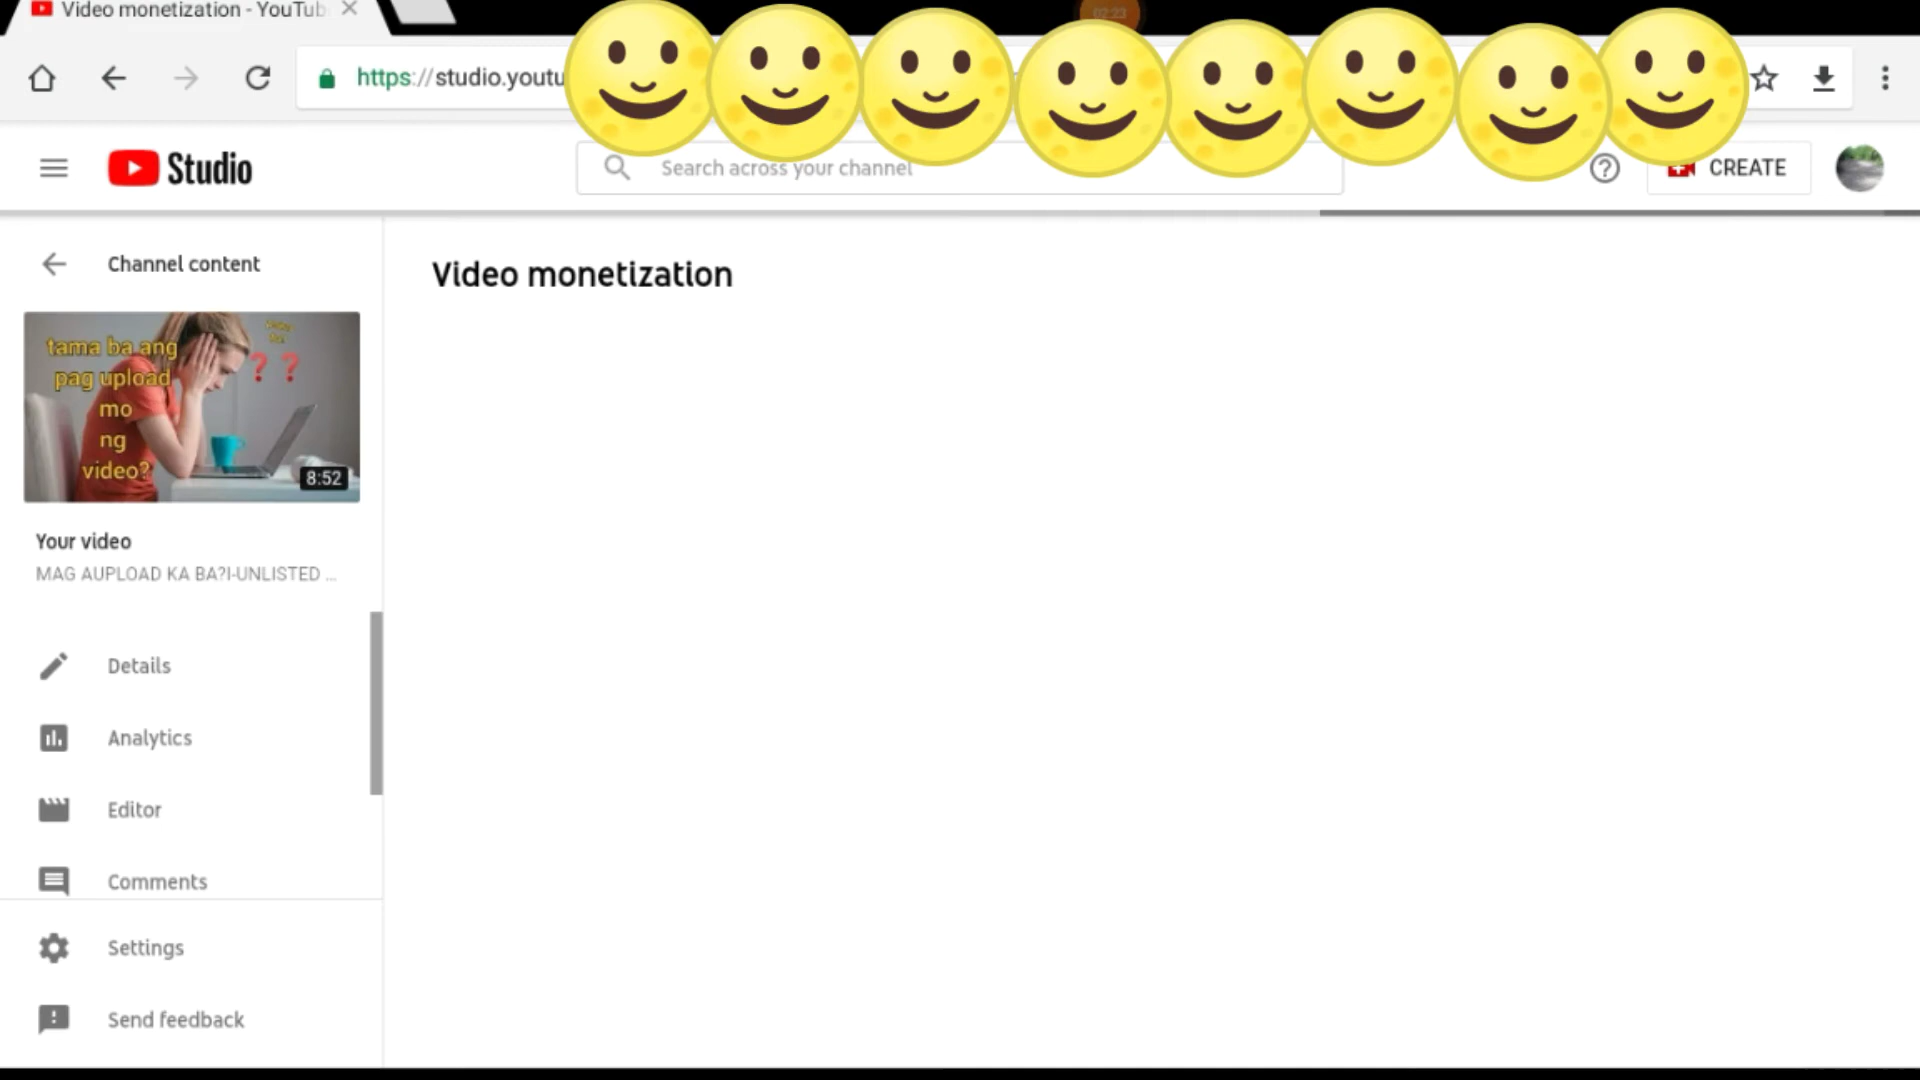 Video monetization - YouTub
02:23
https://studio.youtu
Studio
Search across your channel
CREATE
Channel content
Video monetization
tama ba ang
pag upload
mo
ng
video?
??
8:52
Your video
MAG AUPLOAD KA BA?I-UNLISTED ...
Details
Analytics
Editor
Comments
Settings
Send feedback